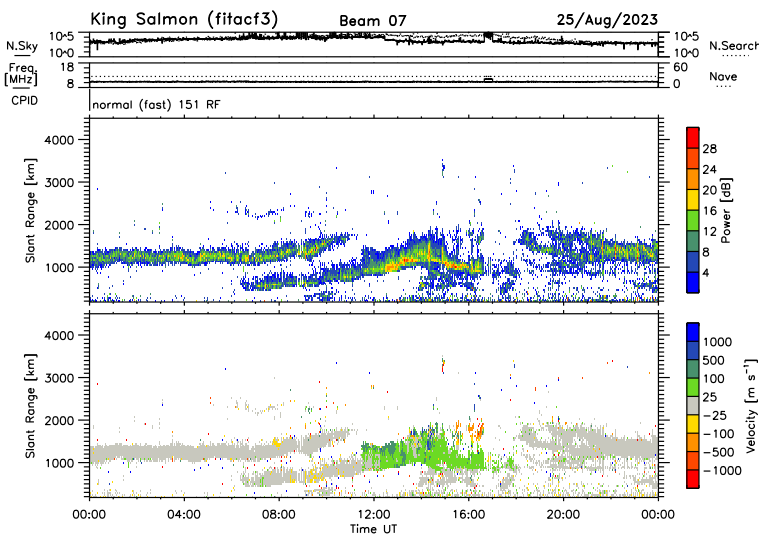 King Salmon (fitacf3) Beam 07 25/Aug/2023
N.Sky 10^5 10^0 10^5 10^0 N.Search
Freq. [MHz] 18 8 60 0 Nave
CPID normal (fast) 151 RF
Slant Range [km] 4000 3000 2000 1000
Power [dB] 28 24 20 16 12 8 4
Slant Range [km] 4000 3000 2000 1000
Velocity [m s⁻¹] 1000 500 100 25 −25 −100 −500 −1000
00:00 04:00 08:00 12:00 16:00 20:00 00:00
Time UT